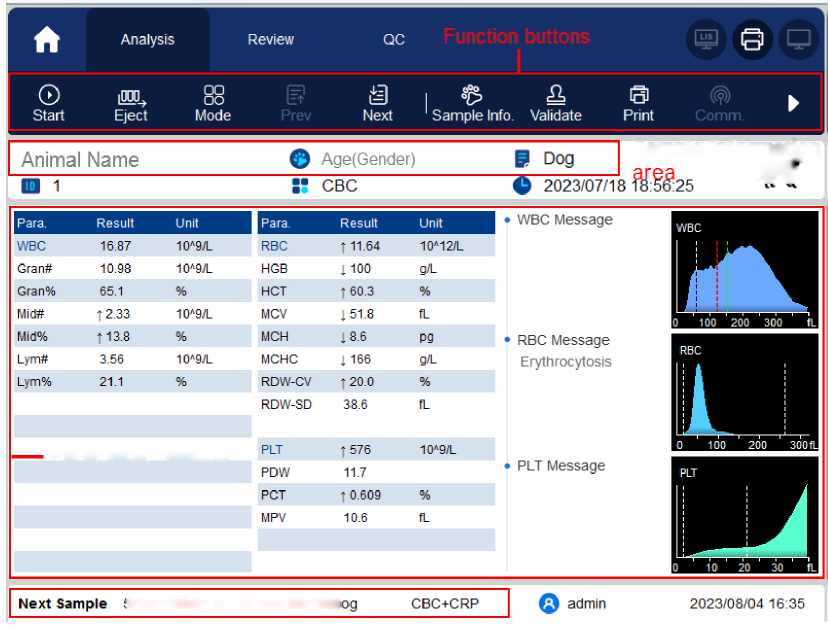 Analysis Review QC Function buttons LIS
Start Eject Mode Prev Next Sample Info. Validate Print Comm.
Animal Name Age(Gender) Dog area
ID 1 CBC 2023/07/18 18:56:25
Para. Result Unit Para. Result Unit WBC Message WBC
WBC 16.87 10^9/L RBC ↑ 11.64 10^12/L
Gran# 10.98 10^9/L HGB ↓ 100 g/L
Gran% 65.1 % HCT ↑ 60.3 %
Mid# ↑ 2.33 10^9/L MCV ↓ 51.8 fL 0 100 200 300 fL
Mid% ↑ 13.8 % MCH ↓ 8.6 pg RBC Message RBC
Lym# 3.56 10^9/L MCHC ↓ 166 g/L Erythrocytosis
Lym% 21.1 % RDW-CV ↑ 20.0 %
RDW-SD 38.6 fL
0 100 200 300 fL
PLT ↑ 576 10^9/L
PDW 11.7 PLT Message PLT
PCT ↑ 0.609 %
MPV 10.6 fL
0 10 20 30 fL
Next Sample CBC+CRP admin 2023/08/04 16:35